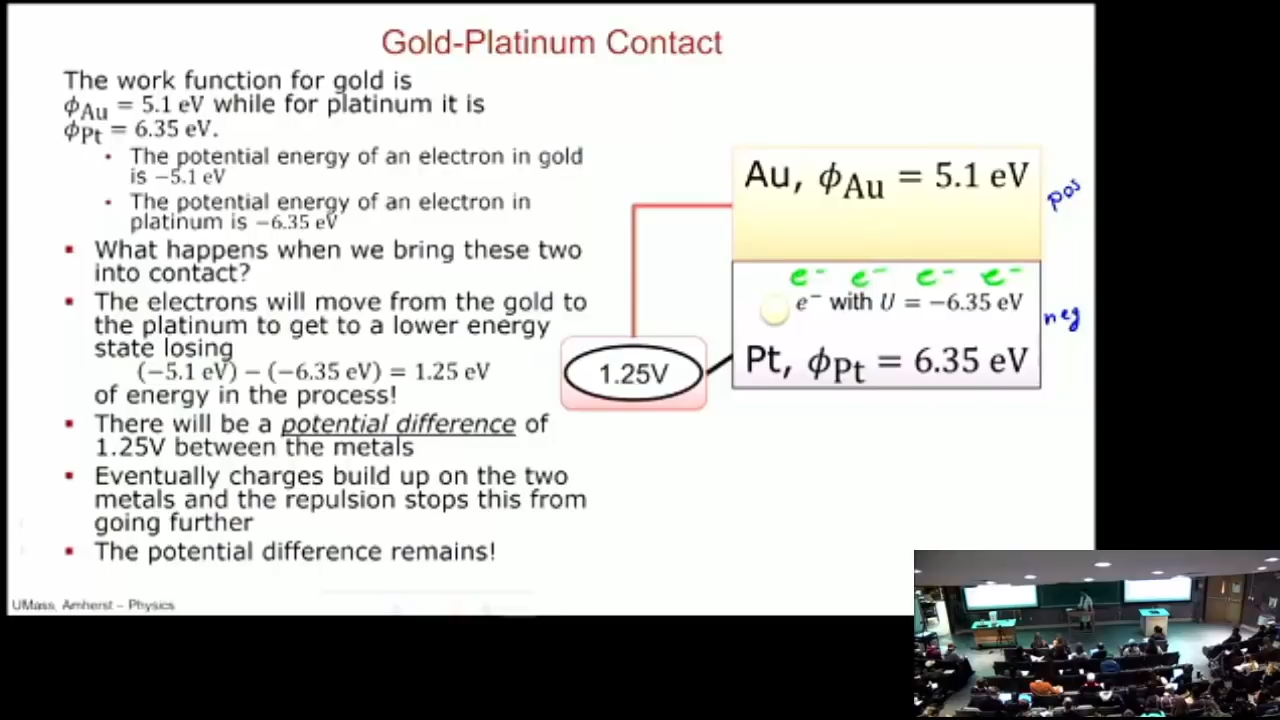 Gold-Platinum Contact
The work function for gold is
ϕAu = 5.1 eV while for platinum it is
ϕPt = 6.35 eV.
• The potential energy of an electron in gold
is −5.1 eV
• The potential energy of an electron in
platinum is −6.35 eV
▪ What happens when we bring these two
into contact?
▪ The electrons will move from the gold to
the platinum to get to a lower energy
state losing
(−5.1 eV) − (−6.35 eV) = 1.25 eV
of energy in the process!
▪ There will be a potential difference of
1.25V between the metals
▪ Eventually charges build up on the two
metals and the repulsion stops this from
going further
▪ The potential difference remains!
Au, ϕAu = 5.1 eV
pos
e⁻ e⁻ e⁻ e⁻
e⁻ with U = −6.35 eV
neg
Pt, ϕPt = 6.35 eV
1.25V
UMass, Amherst – Physics